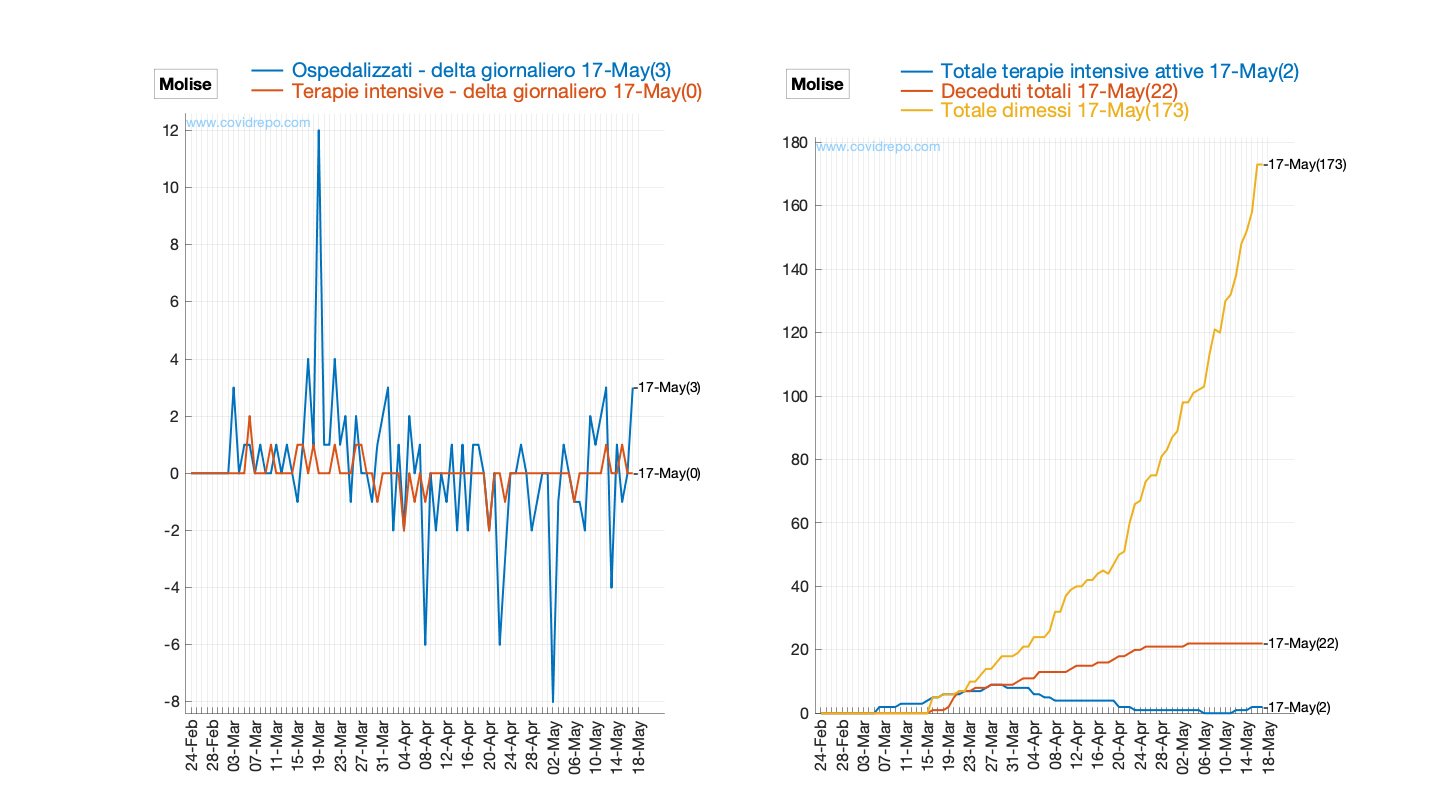 Molise
Ospedalizzati - delta giornaliero 17-May(3)
Terapie intensive - delta giornaliero 17-May(0)
www.covidrepo.com
12
10
8
6
4
2
0
-2
-4
-6
-8
-17-May(3)
-17-May(0)
24-Feb
28-Feb
03-Mar
07-Mar
11-Mar
15-Mar
19-Mar
23-Mar
27-Mar
31-Mar
04-Apr
08-Apr
12-Apr
16-Apr
20-Apr
24-Apr
28-Apr
02-May
06-May
10-May
14-May
18-May
Molise
Totale terapie intensive attive 17-May(2)
Deceduti totali 17-May(22)
Totale dimessi 17-May(173)
www.covidrepo.com
180
160
140
120
100
80
60
40
20
0
-17-May(173)
-17-May(22)
-17-May(2)
24-Feb
28-Feb
03-Mar
07-Mar
11-Mar
15-Mar
19-Mar
23-Mar
27-Mar
31-Mar
04-Apr
08-Apr
12-Apr
16-Apr
20-Apr
24-Apr
28-Apr
02-May
06-May
10-May
14-May
18-May